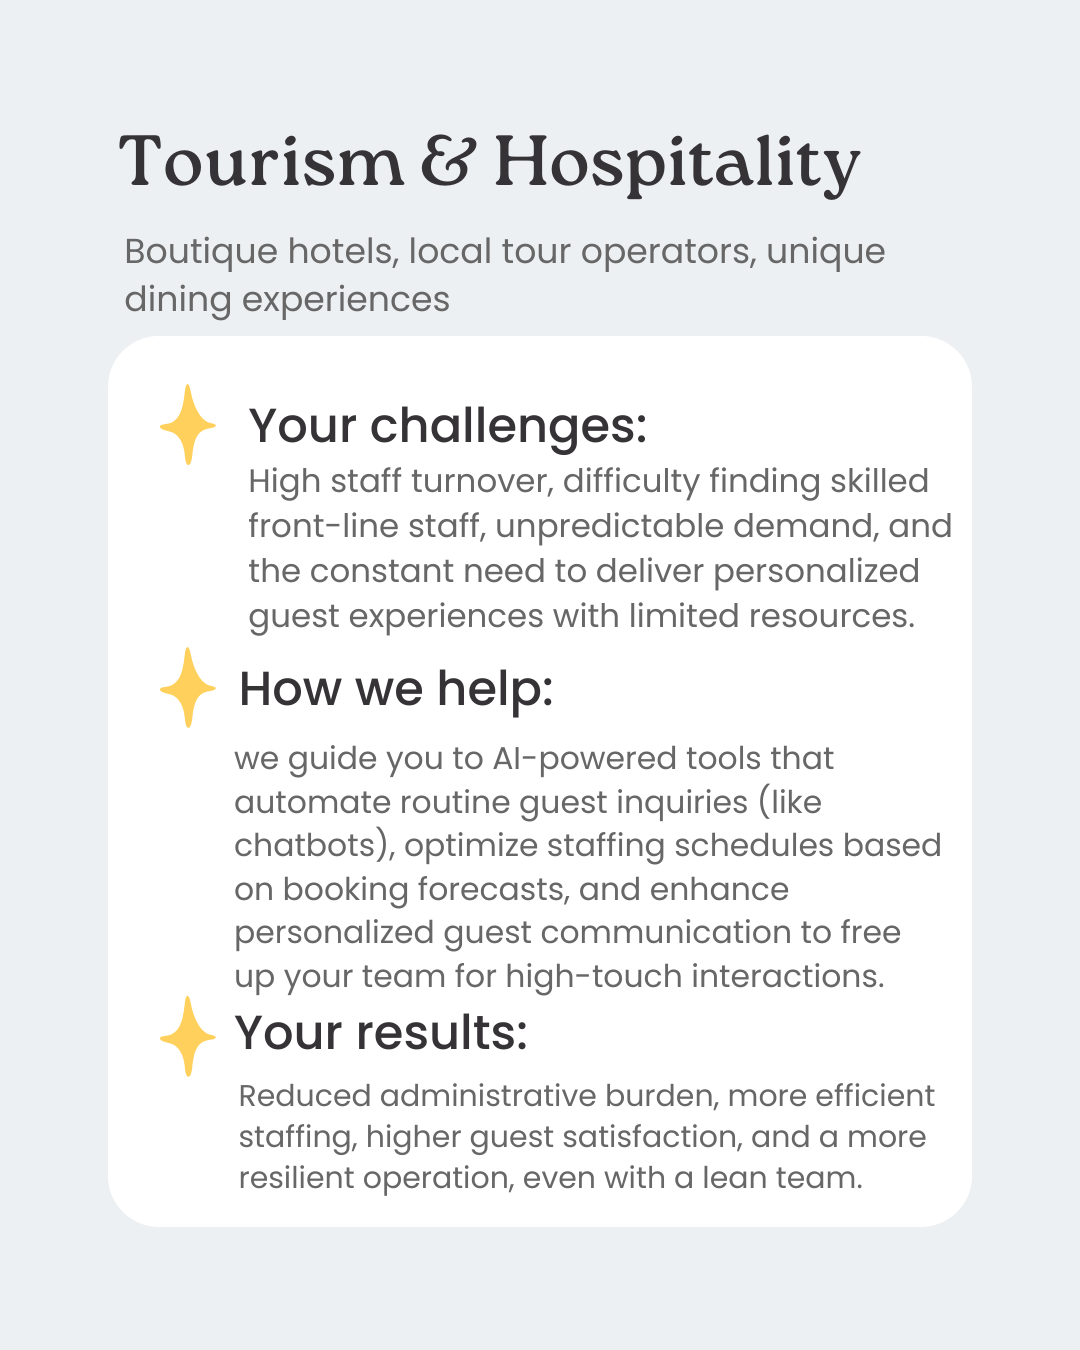 Tourism & Hospitality
Boutique hotels, local tour operators, unique
dining experiences
Your challenges:
High staff turnover, difficulty finding skilled
front-line staff, unpredictable demand, and
the constant need to deliver personalized
guest experiences with limited resources.
How we help:
we guide you to AI-powered tools that
automate routine guest inquiries (like
chatbots), optimize staffing schedules based
on booking forecasts, and enhance
personalized guest communication to free
up your team for high-touch interactions.
Your results:
Reduced administrative burden, more efficient
staffing, higher guest satisfaction, and a more
resilient operation, even with a lean team.